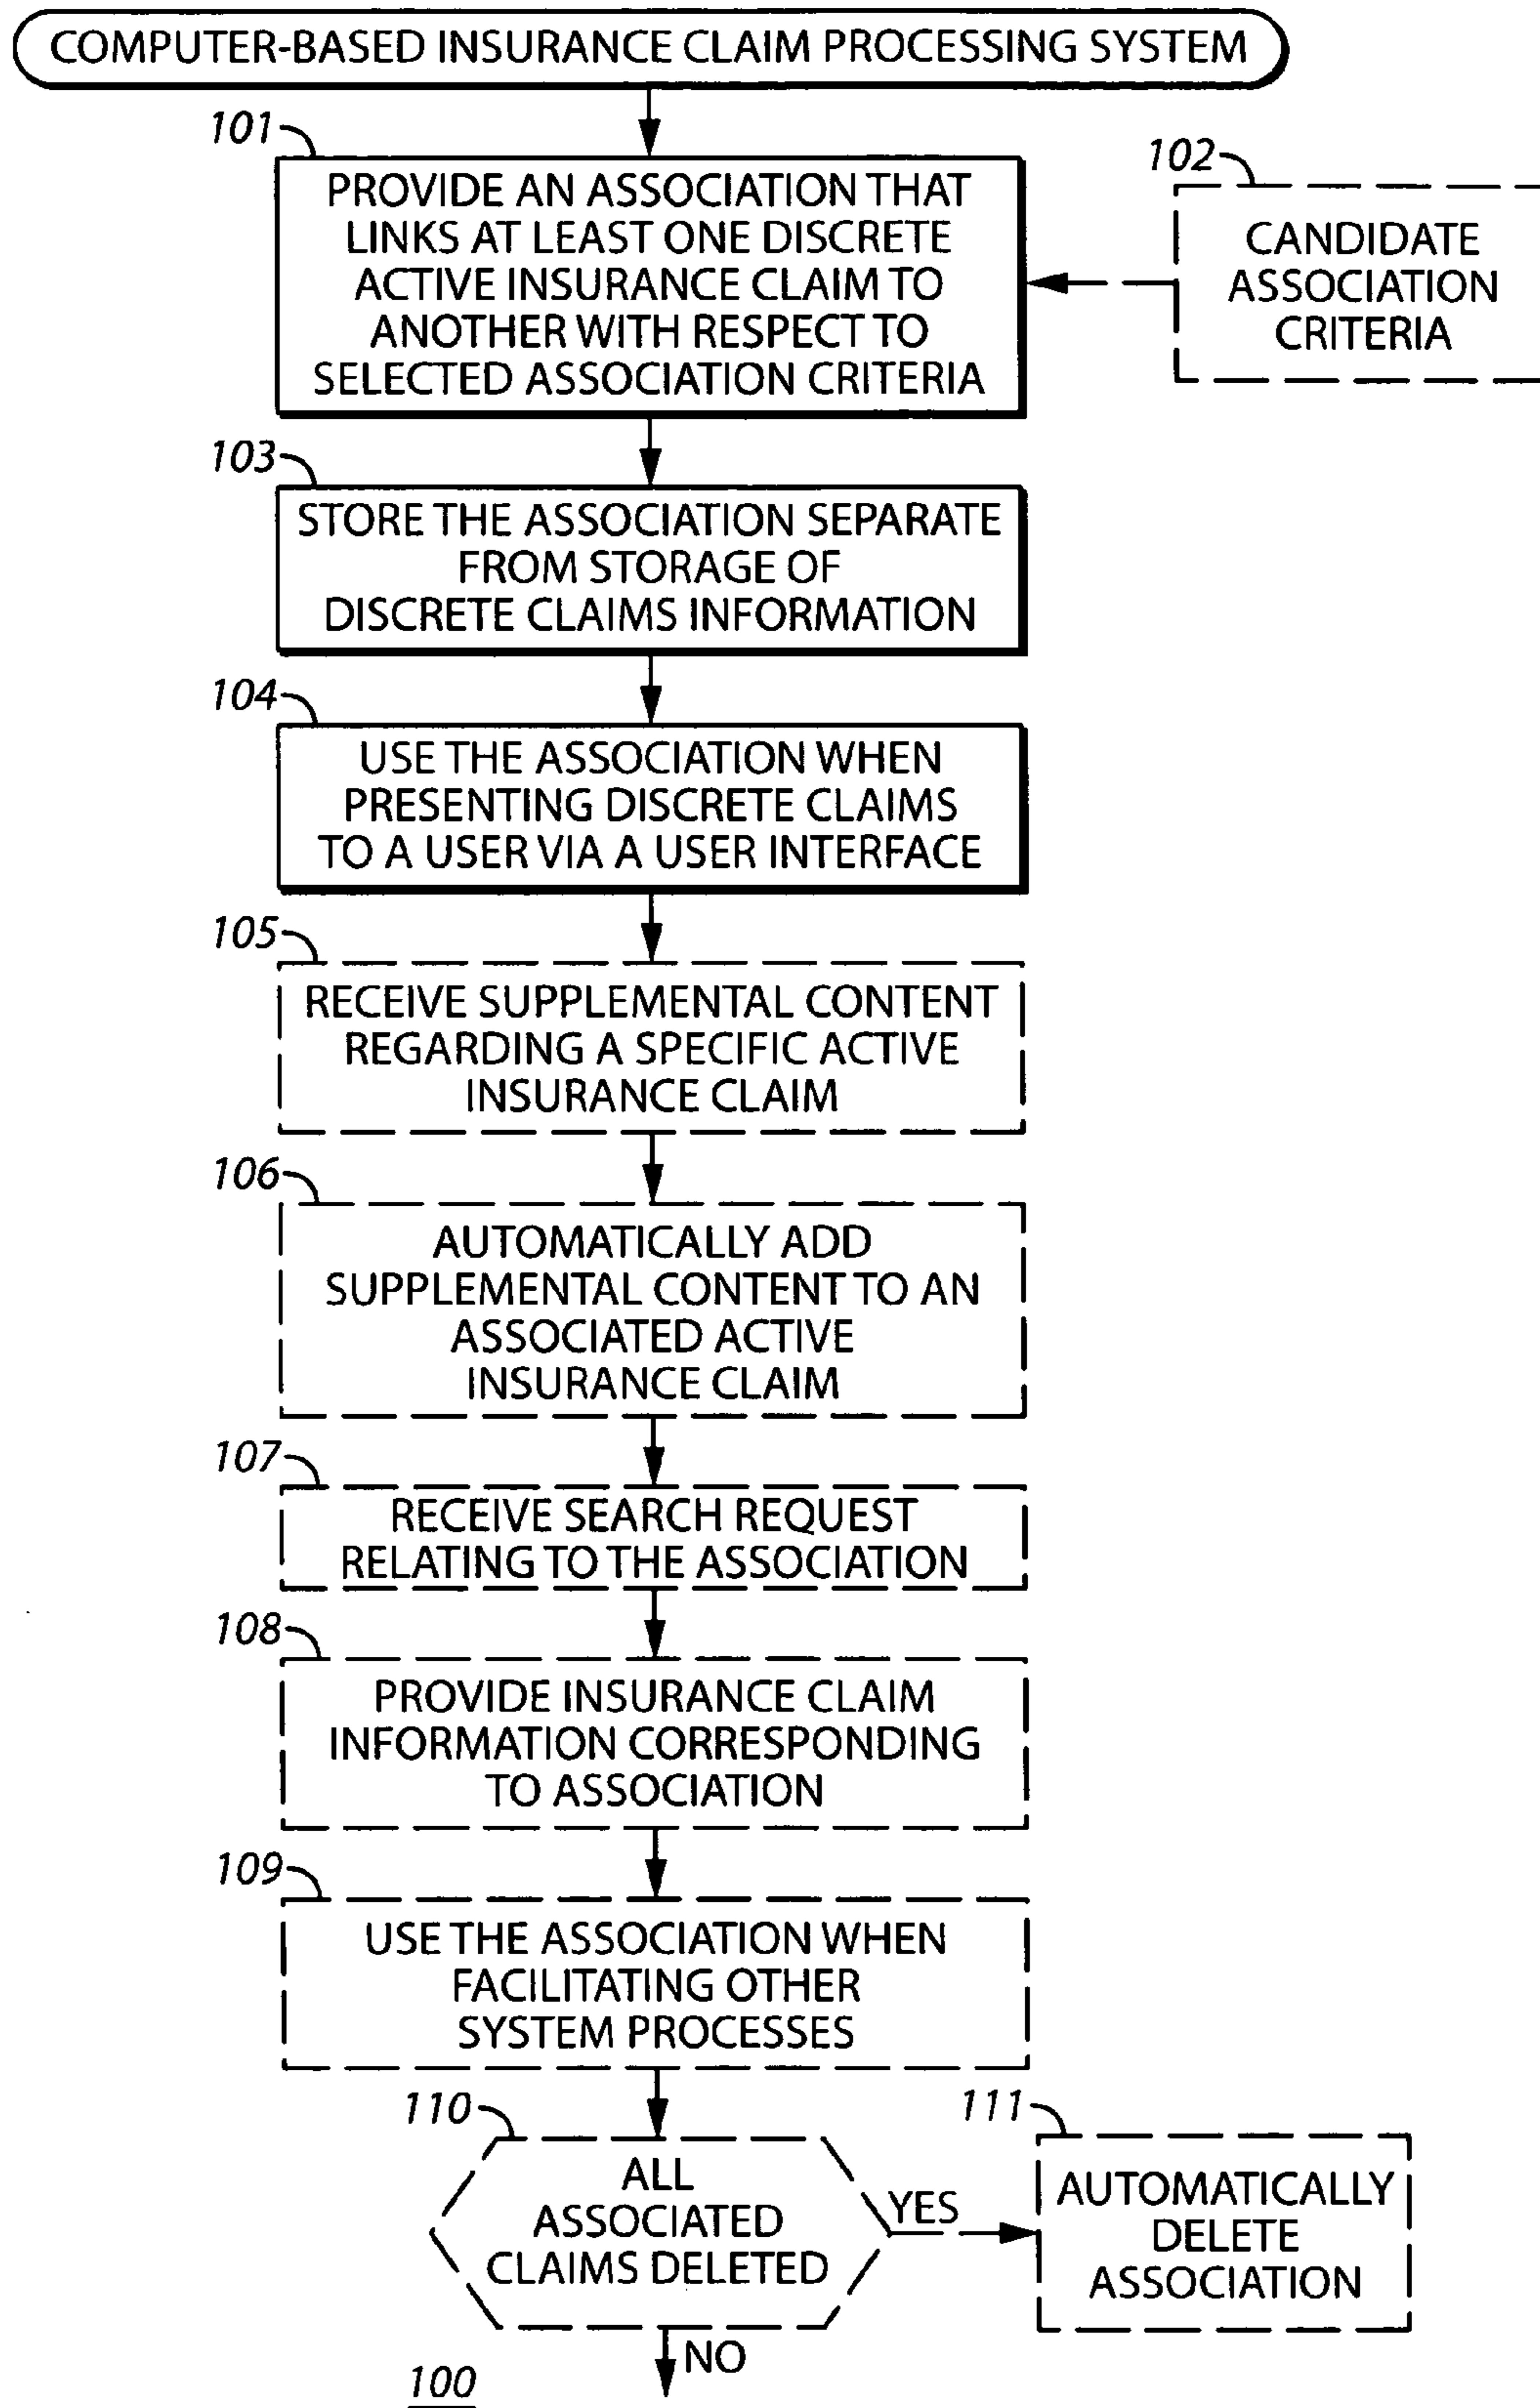 COMPUTER-BASED INSURANCE CLAIM PROCESSING SYSTEM
101
PROVIDE AN ASSOCIATION THAT
LINKS AT LEAST ONE DISCRETE
ACTIVE INSURANCE CLAIM TO
ANOTHER WITH RESPECT TO
SELECTED ASSOCIATION CRITERIA
102
CANDIDATE
ASSOCIATION
CRITERIA
103
STORE THE ASSOCIATION SEPARATE
FROM STORAGE OF
DISCRETE CLAIMS INFORMATION
104
USE THE ASSOCIATION WHEN
PRESENTING DISCRETE CLAIMS
TO A USER VIA A USER INTERFACE
105
RECEIVE SUPPLEMENTAL CONTENT
REGARDING A SPECIFIC ACTIVE
INSURANCE CLAIM
106
AUTOMATICALLY ADD
SUPPLEMENTAL CONTENT TO AN
ASSOCIATED ACTIVE
INSURANCE CLAIM
107
RECEIVE SEARCH REQUEST
RELATING TO THE ASSOCIATION
108
PROVIDE INSURANCE CLAIM
INFORMATION CORRESPONDING
TO ASSOCIATION
109
USE THE ASSOCIATION WHEN
FACILITATING OTHER
SYSTEM PROCESSES
110
ALL
ASSOCIATED
CLAIMS DELETED
YES
111
AUTOMATICALLY
DELETE
ASSOCIATION
NO
100